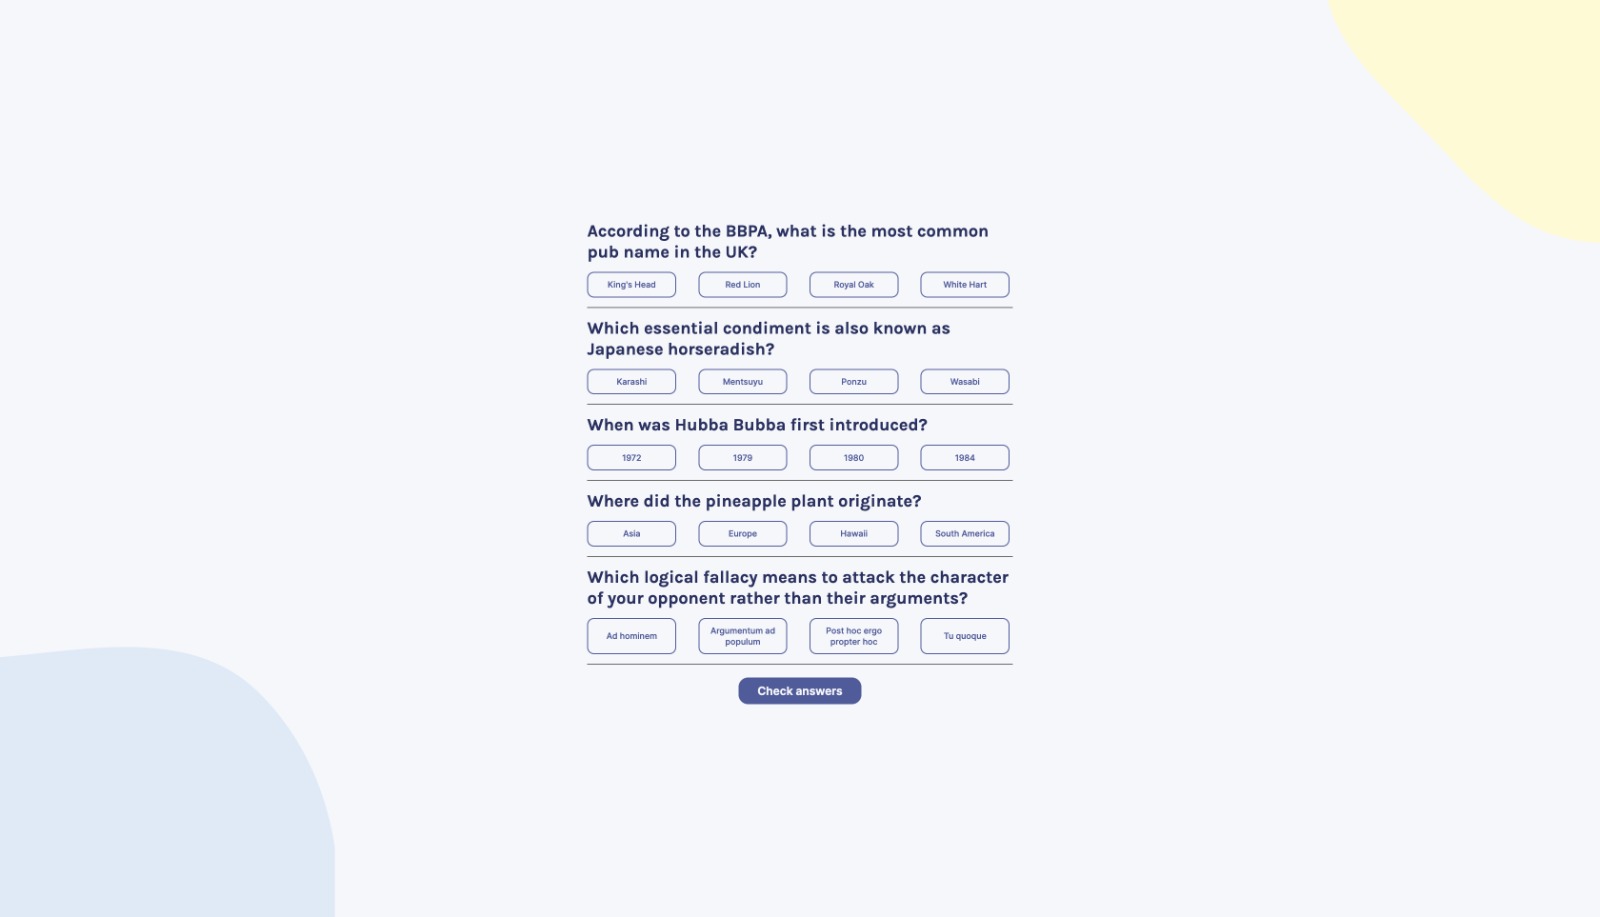 According to the BBPA, what is the most common
pub name in the UK?
King's Head
Red Lion
Royal Oak
White Hart
Which essential condiment is also known as
Japanese horseradish?
Karashi
Mentsuyu
Ponzu
Wasabi
When was Hubba Bubba first introduced?
1972
1979
1980
1984
Where did the pineapple plant originate?
Asia
Europe
Hawaii
South America
Which logical fallacy means to attack the character
of your opponent rather than their arguments?
Ad hominem
Argumentum ad
populum
Post hoc ergo
propter hoc
Tu quoque
Check answers